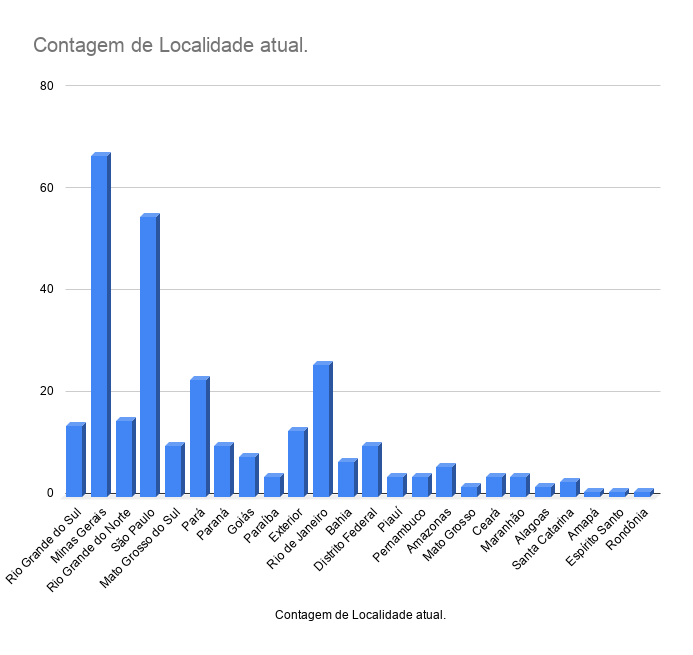 Contagem de Localidade atual.
80
60
40
20
0
Rio Grande do Sul
Minas Gerais
Rio Grande do Norte
São Paulo
Mato Grosso do Sul
Pará
Paraná
Goiás
Paraíba
Exterior
Rio de Janeiro
Bahia
Distrito Federal
Piauí
Pernambuco
Amazonas
Mato Grosso
Ceará
Maranhão
Alagoas
Santa Catarina
Amapá
Espírito Santo
Rondônia
Contagem de Localidade atual.